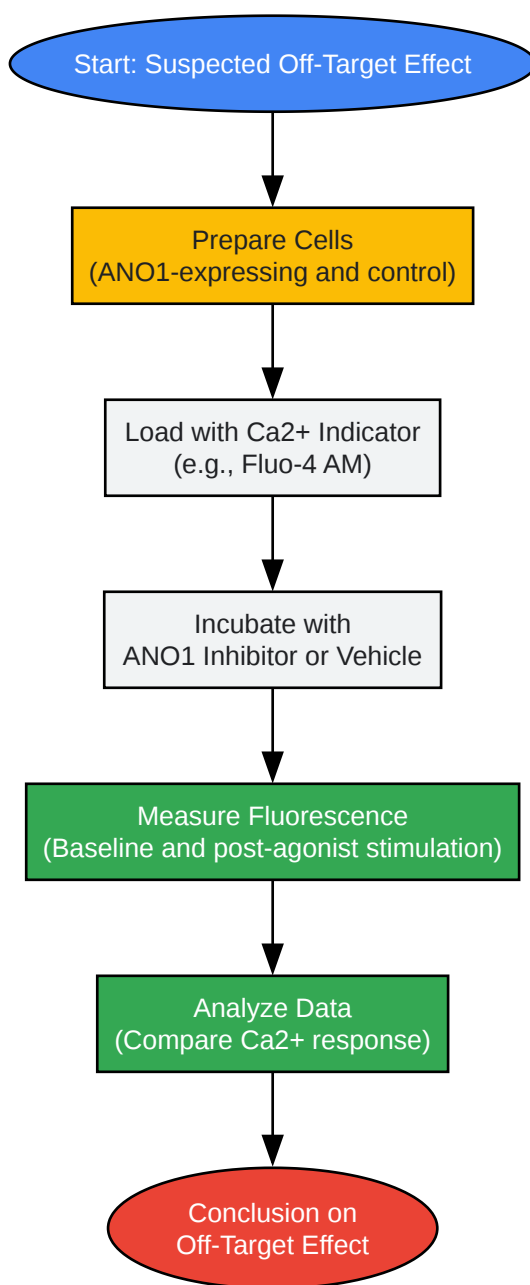 Start: Suspected Off-Target Effect
Prepare Cells
(ANO1-expressing and control)
Load with Ca2+ Indicator
(e.g., Fluo-4 AM)
Incubate with
ANO1 Inhibitor or Vehicle
Measure Fluorescence
(Baseline and post-agonist stimulation)
Analyze Data
(Compare Ca2+ response)
Conclusion on
Off-Target Effect